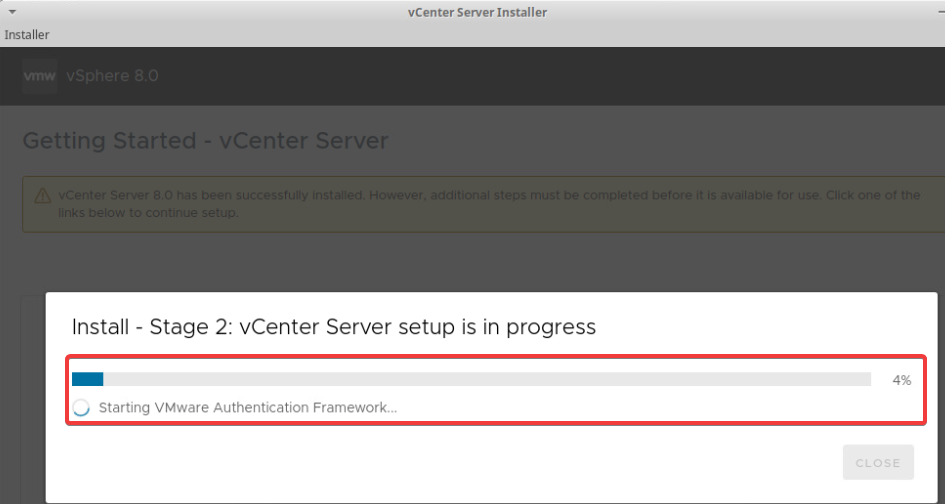 vCenter Server Installer
Installer
vmw vSphere 8.0
Getting Started - vCenter Server
vCenter Server 8.0 has been successfully installed. However, additional steps must be completed before it is available for use. Click one of the
links below to continue setup.
Install - Stage 2: vCenter Server setup is in progress
4%
Starting VMware Authentication Framework...
CLOSE